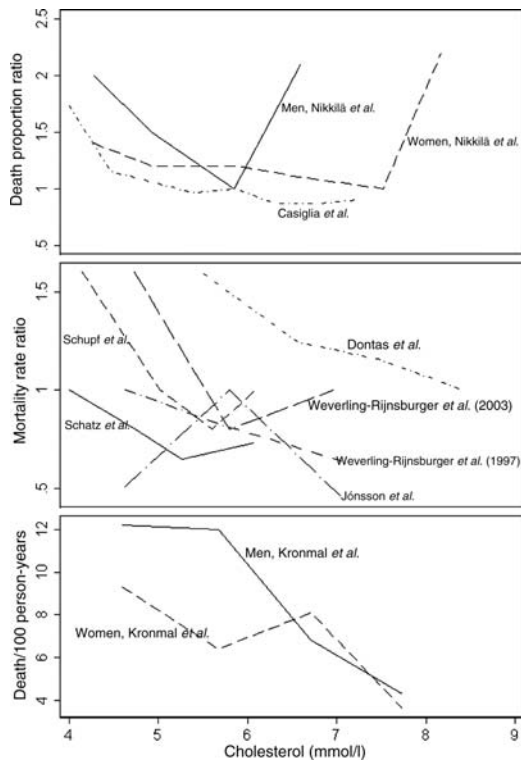 Death proportion ratio
2.5
2
1.5
1
.5
Men, Nikkilä et al.
Women, Nikkilä et al.
Casiglia et al.
Mortality rate ratio
1.5
1
.5
Schupf et al.
Dontas et al.
Weverling-Rijnsburger et al. (2003)
Schatz et al.
Weverling-Rijnsburger et al. (1997)
Jónsson et al.
Death/100 person-years
12
10
8
6
4
Men, Kronmal et al.
Women, Kronmal et al.
4 5 6 7 8 9
Cholesterol (mmol/l)